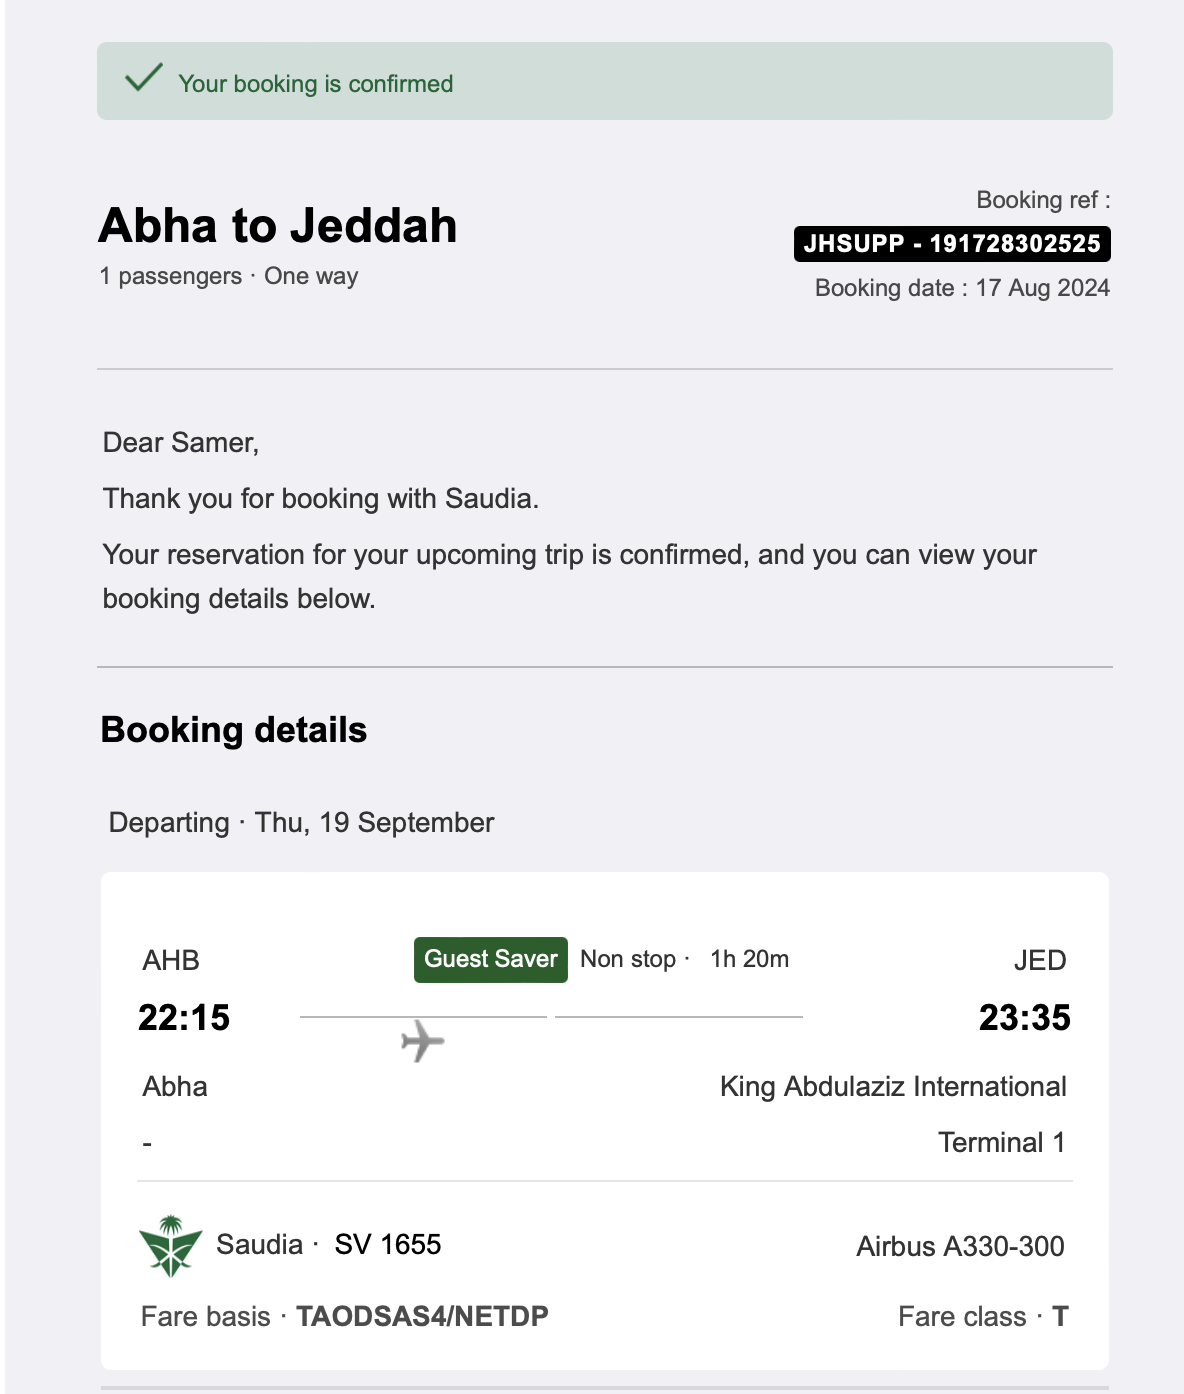 Your booking is confirmed
Abha to Jeddah
1 passengers · One way
Booking ref :
JHSUPP - 191728302525
Booking date : 17 Aug 2024
Dear Samer,
Thank you for booking with Saudia.
Your reservation for your upcoming trip is confirmed, and you can view your
booking details below.
Booking details
Departing · Thu, 19 September
AHB Guest Saver Non stop · 1h 20m JED
22:15 23:35
Abha King Abdulaziz International
- Terminal 1
Saudia · SV 1655 Airbus A330-300
Fare basis · TAODSAS4/NETDP Fare class · T